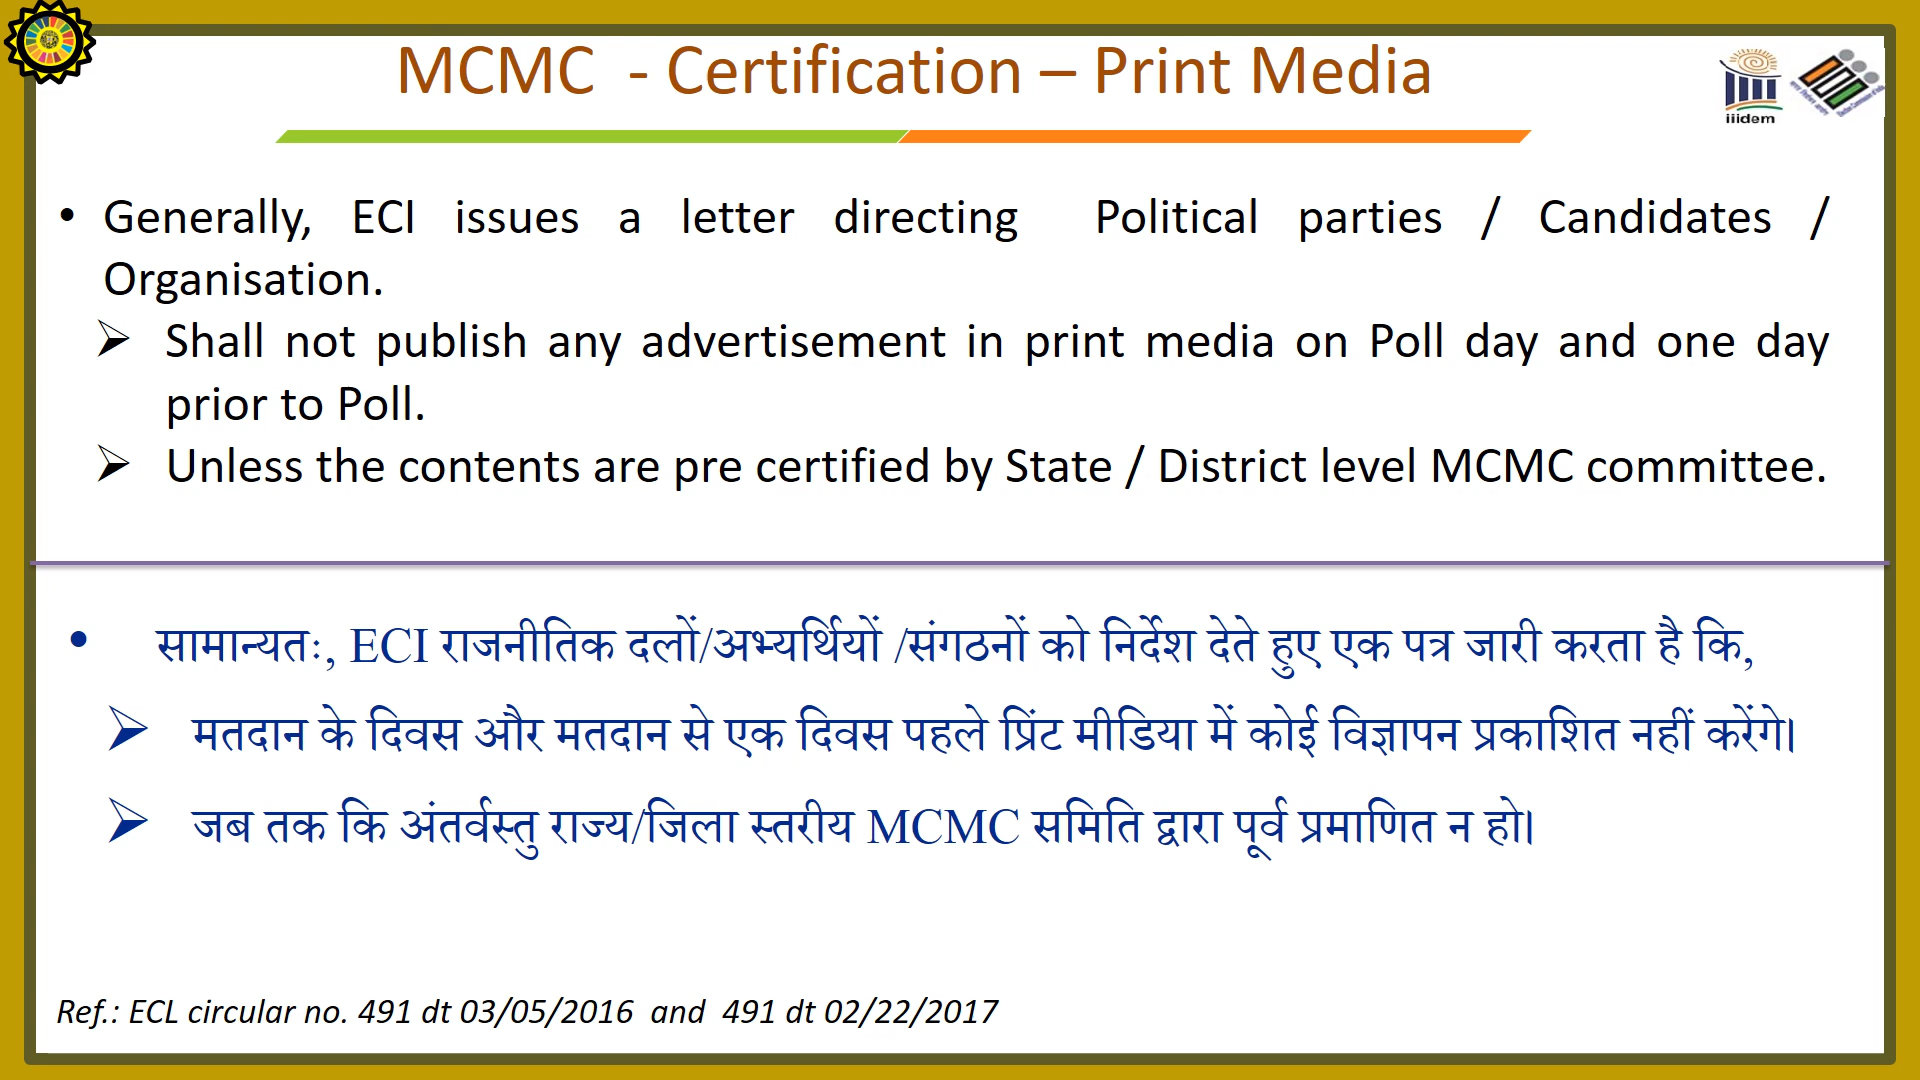 MCMC - Certification – Print Media
iiidem
• Generally, ECI issues a letter directing Political parties / Candidates /
Organisation.
➢ Shall not publish any advertisement in print media on Poll day and one day
prior to Poll.
➢ Unless the contents are pre certified by State / District level MCMC committee.
• सामान्यतः, ECI राजनीतिक दलों/अभ्यर्थियों /संगठनों को निर्देश देते हुए एक पत्र जारी करता है कि,
➢ मतदान के दिवस और मतदान से एक दिवस पहले प्रिंट मीडिया में कोई विज्ञापन प्रकाशित नहीं करेंगे।
➢ जब तक कि अंतर्वस्तु राज्य/जिला स्तरीय MCMC समिति द्वारा पूर्व प्रमाणित न हो।
Ref.: ECL circular no. 491 dt 03/05/2016 and 491 dt 02/22/2017